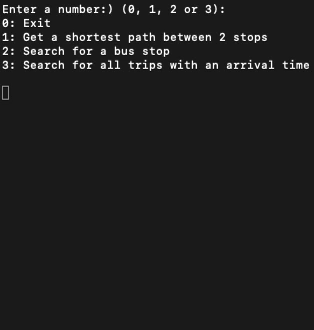 Enter a number:) (0, 1, 2 or 3):
0: Exit
1: Get a shortest path between 2 stops
2: Search for a bus stop
3: Search for all trips with an arrival time